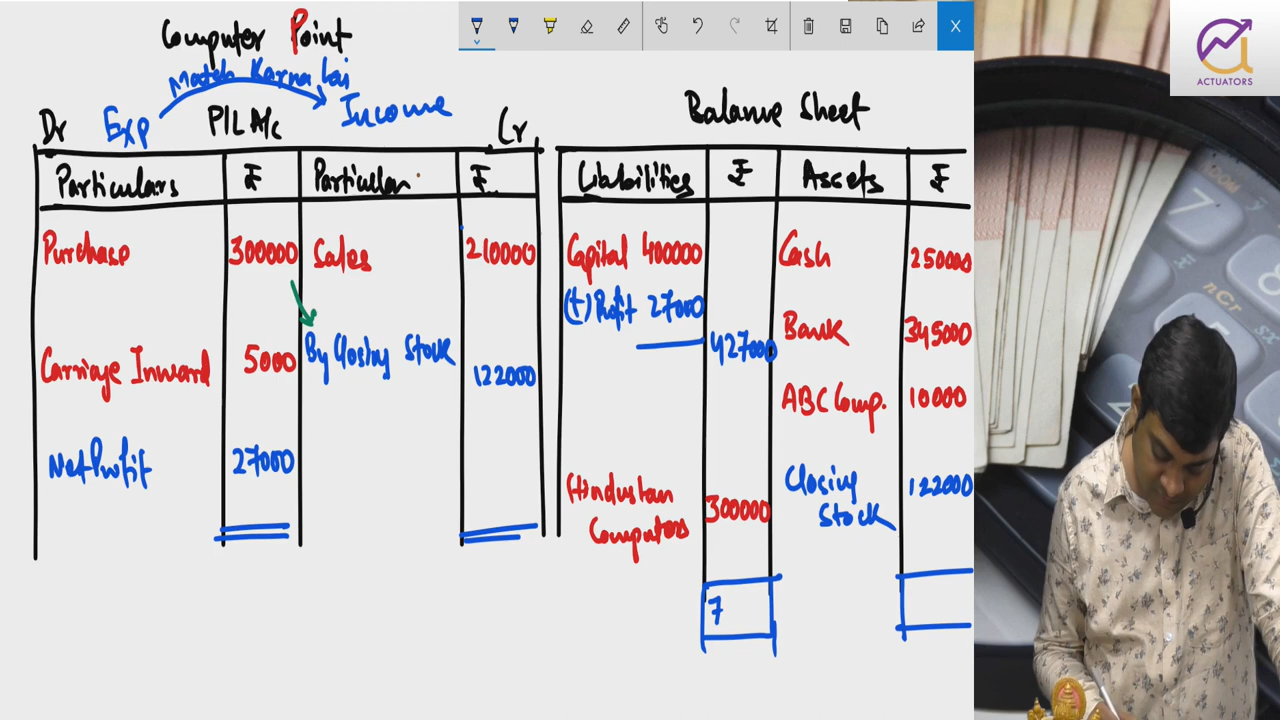 Computer Point
Match Karna hai
Exp Income
Dr P/L A/c Cr
Particulars ₹ Particular ₹
Purchase 300000 Sales 210000
Carriage Inward 5000 By Closing Stock 122000
Net Profit 27000
Balance Sheet
Liabilities ₹ Assets ₹
Capital 400000 Cash 250000
(+) Profit 27000
427000 Bank 345000
ABC Comp. 10000
Hindustan Computers 300000 Closing Stock 122000
7
ACTUATORS